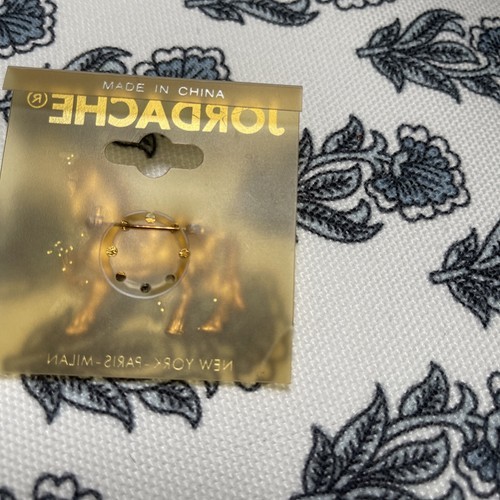 MADE IN CHINA
JORDACHE®
NEW YORK-PARIS-MILAN